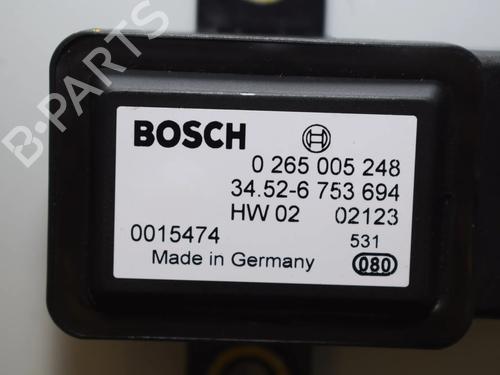 B-PARTS
BOSCH
0 265 005 248
34.52-6 753 694
HW 02 02123
0015474 531
Made in Germany 080